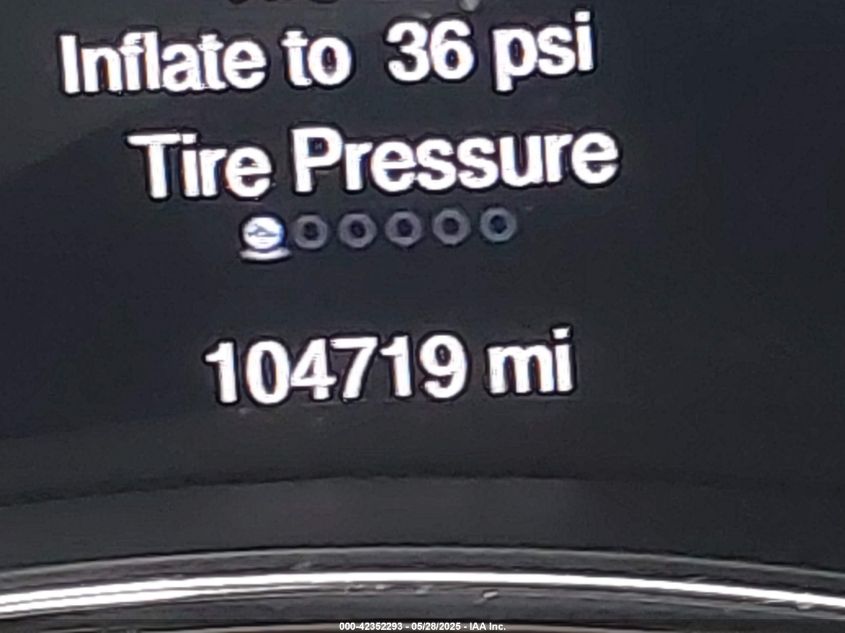 Inflate to 36 psi
Tire Pressure
104719 mi
000-42352293 - 05/28/2025 - IAA Inc.